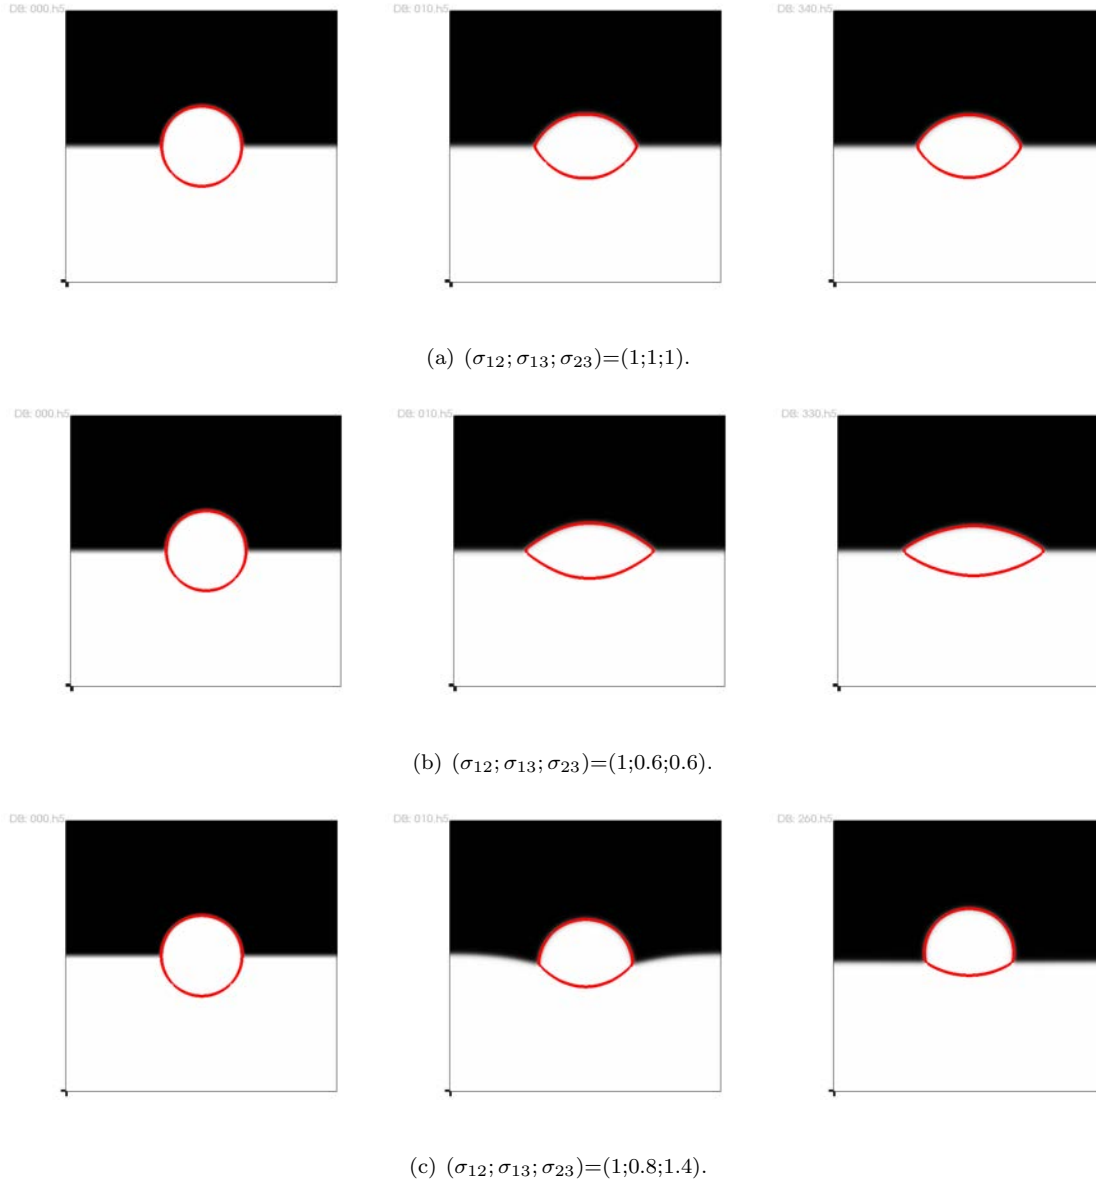 DB: 000.h5 DB: 010.h5 DB: 340.h5
(a) (σ12; σ13; σ23)=(1;1;1).
DB: 000.h5 DB: 010.h5 DB: 330.h5
(b) (σ12; σ13; σ23)=(1;0.6;0.6).
DB: 000.h5 DB: 010.h5 DB: 260.h5
(c) (σ12; σ13; σ23)=(1;0.8;1.4).